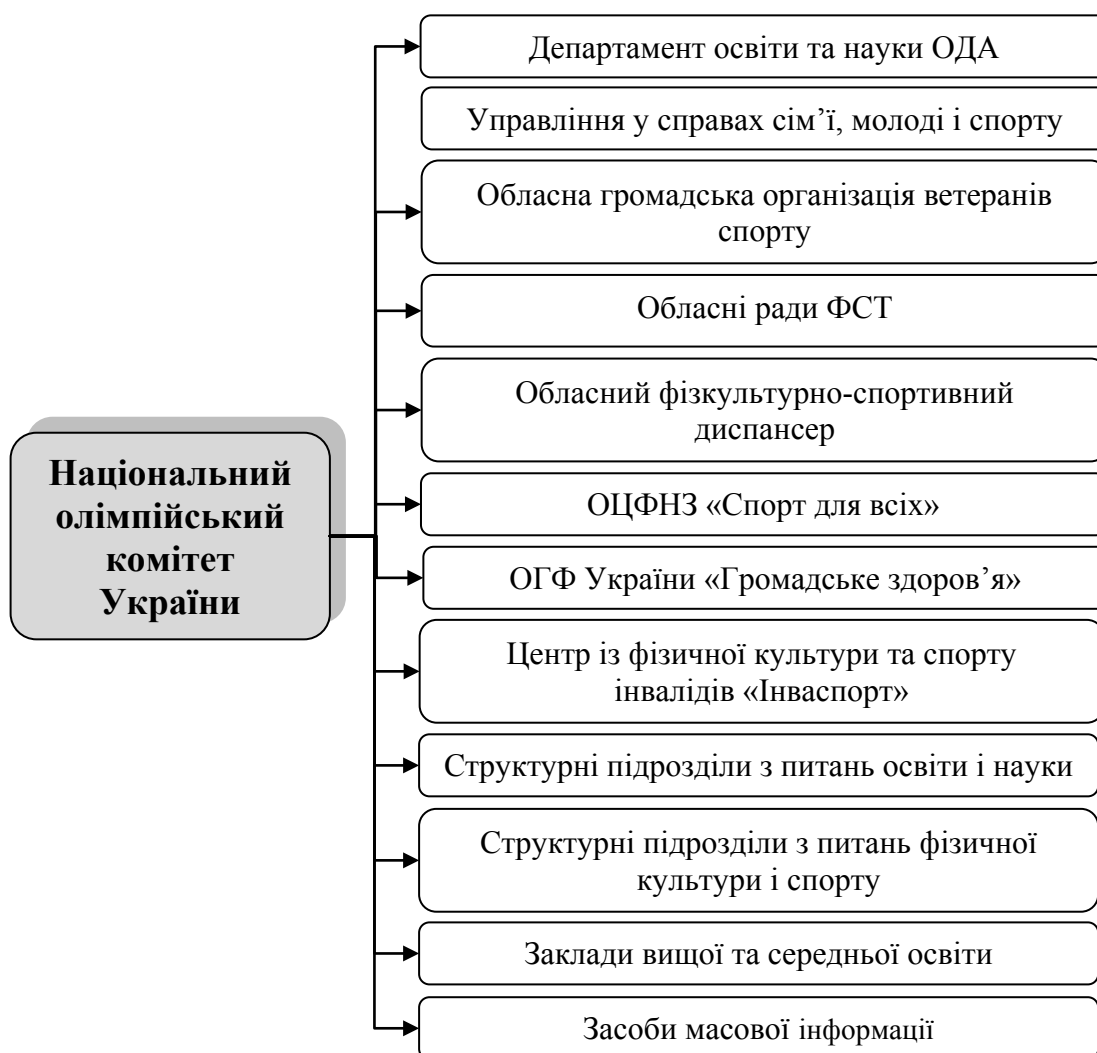 Департамент освіти та науки ОДА
Управління у справах сім’ї, молоді і спорту
Обласна громадська організація ветеранів
спорту
Обласні ради ФСТ
Обласний фізкультурно-спортивний
диспансер
Національний
олімпійський
комітет
України
ОЦФНЗ «Спорт для всіх»
ОГФ України «Громадське здоров’я»
Центр із фізичної культури та спорту
інвалідів «Інваспорт»
Структурні підрозділи з питань освіти і науки
Структурні підрозділи з питань фізичної
культури і спорту
Заклади вищої та середньої освіти
Засоби масової інформації